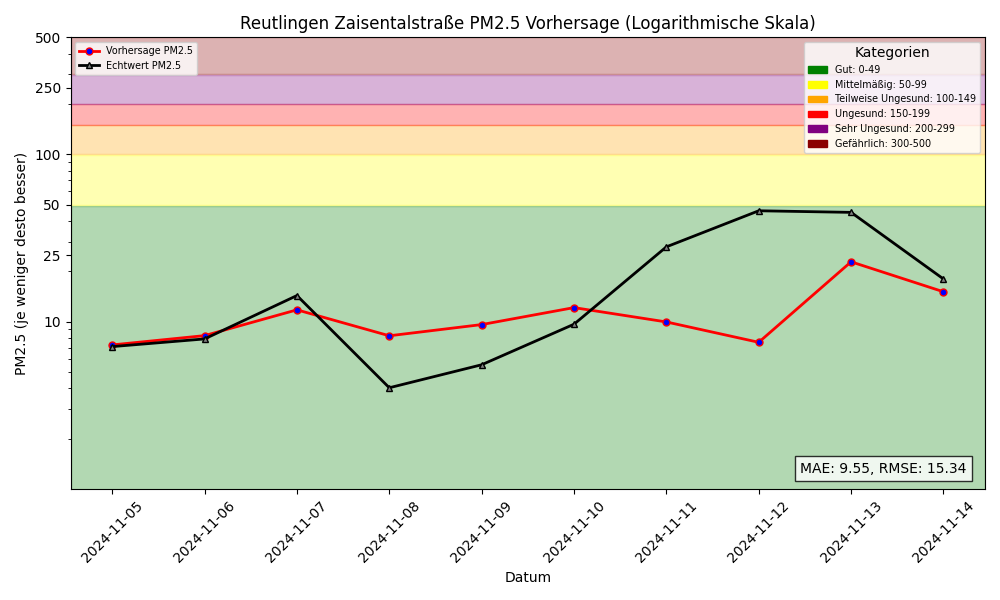 Reutlingen Zaisentalstraße PM2.5 Vorhersage (Logarithmische Skala)
PM2.5 (je weniger desto besser)
500
250
100
50
25
10
Vorhersage PM2.5
Echtwert PM2.5
Kategorien
Gut: 0-49
Mittelmäßig: 50-99
Teilweise Ungesund: 100-149
Ungesund: 150-199
Sehr Ungesund: 200-299
Gefährlich: 300-500
MAE: 9.55, RMSE: 15.34
2024-11-05
2024-11-06
2024-11-07
2024-11-08
2024-11-09
2024-11-10
2024-11-11
2024-11-12
2024-11-13
2024-11-14
Datum